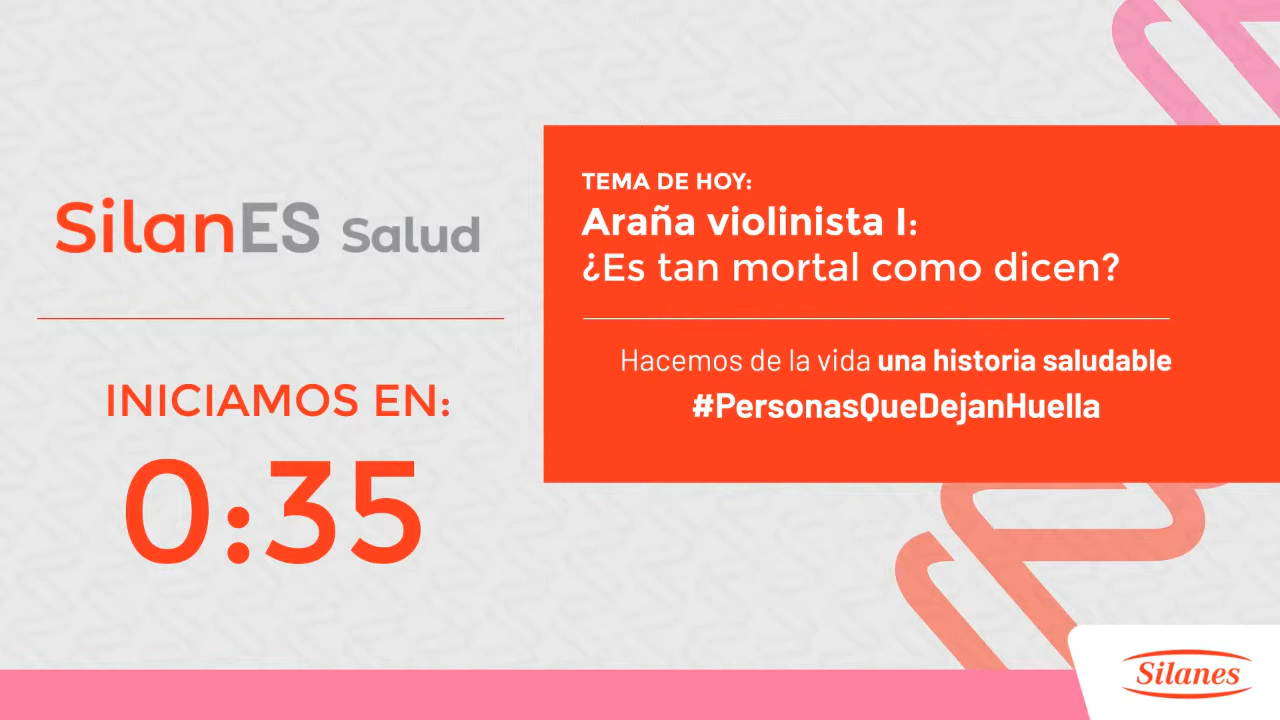 SilanES Salud
INICIAMOS EN:
0:35
TEMA DE HOY:
Araña violinista I:
¿Es tan mortal como dicen?
Hacemos de la vida una historia saludable
#PersonasQueDejanHuella
Silanes